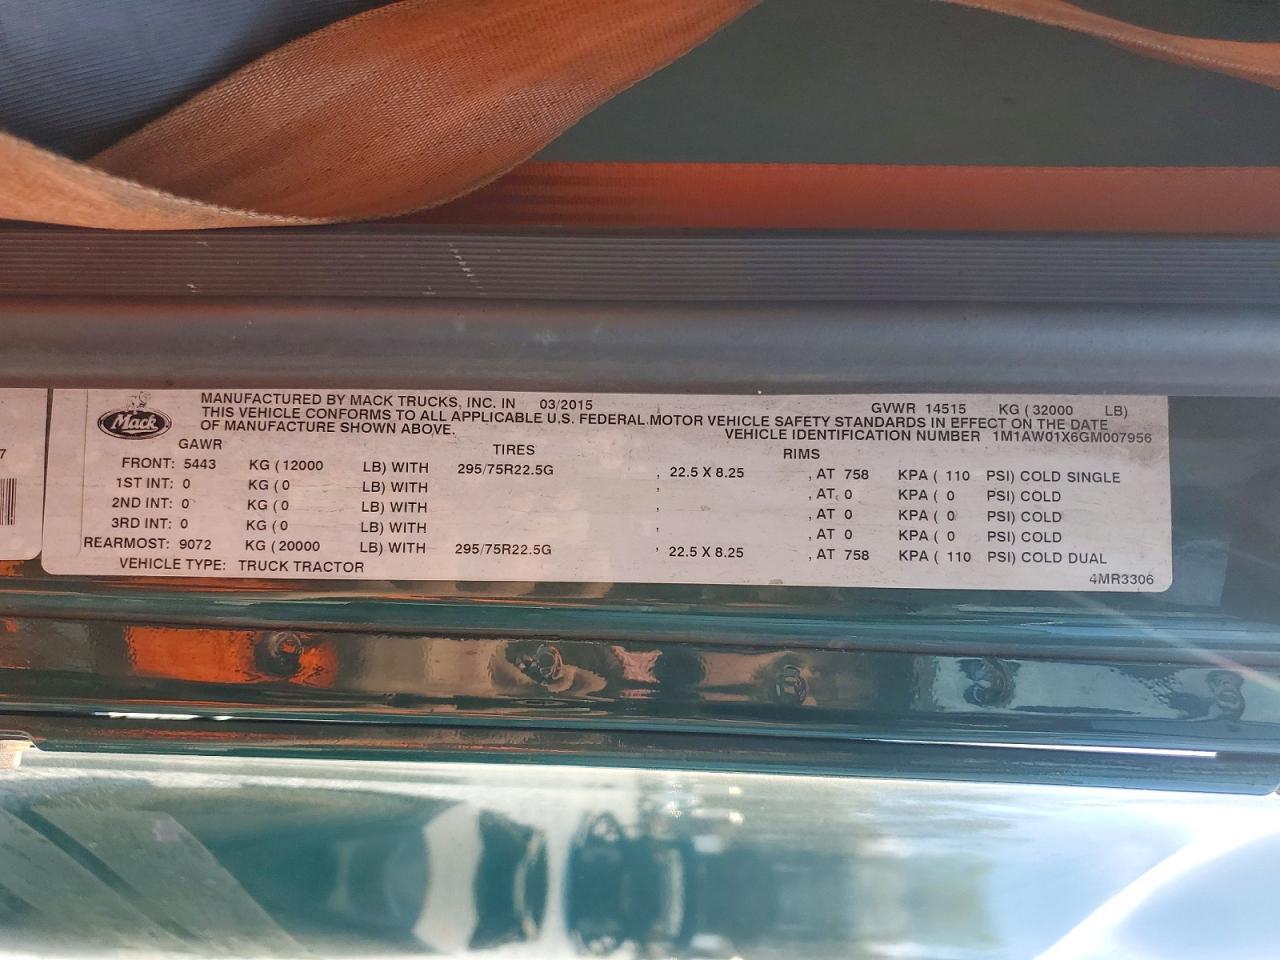 Mack
MANUFACTURED BY MACK TRUCKS, INC. IN 03/2015 GVWR 14515 KG (32000 LB)
THIS VEHICLE CONFORMS TO ALL APPLICABLE U.S. FEDERAL MOTOR VEHICLE SAFETY STANDARDS IN EFFECT ON THE DATE
OF MANUFACTURE SHOWN ABOVE. VEHICLE IDENTIFICATION NUMBER 1M1AW01X6GM007956
GAWR TIRES RIMS
FRONT: 5443 KG (12000 LB) WITH 295/75R22.5G , 22.5 X 8.25 , AT 758 KPA ( 110 PSI) COLD SINGLE
1ST INT: 0 KG (0 LB) WITH , , AT 0 KPA ( 0 PSI) COLD
2ND INT: 0 KG (0 LB) WITH , , AT 0 KPA ( 0 PSI) COLD
3RD INT: 0 KG (0 LB) WITH , , AT 0 KPA ( 0 PSI) COLD
REARMOST: 9072 KG (20000 LB) WITH 295/75R22.5G , 22.5 X 8.25 , AT 758 KPA ( 110 PSI) COLD DUAL
VEHICLE TYPE: TRUCK TRACTOR
4MR3306
7